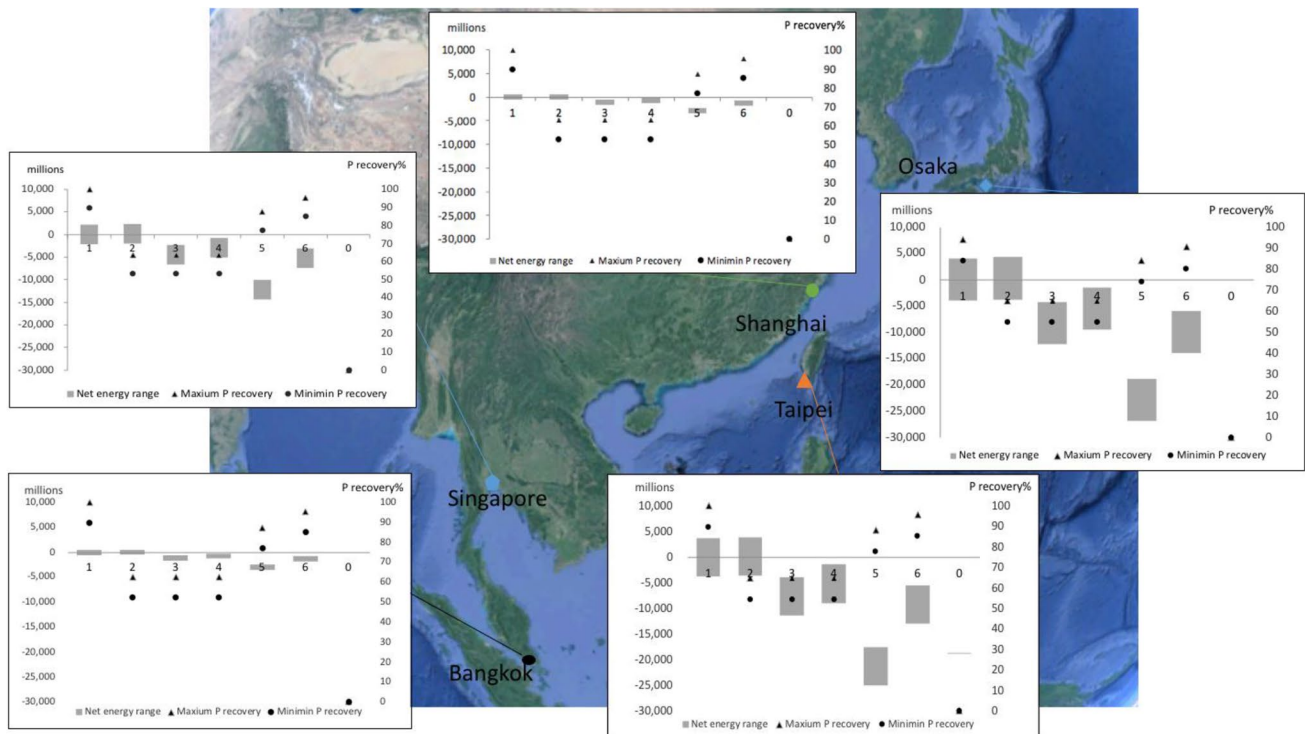 millions P recovery%
10,000 100
5,000 90
0 80
-5,000 70
-10,000 60
-15,000 50
-20,000 40
-25,000 30
-30,000 20
10
0
1 2 3 4 5 6 0
Net energy range Maxium P recovery Minimin P recovery
millions P recovery%
10,000 100
5,000 90
0 80
-5,000 70
-10,000 60
-15,000 50
-20,000 40
-25,000 30
-30,000 20
10
0
1 2 3 4 5 6 0
Net energy range Maxium P recovery Minimin P recovery
Osaka
millions P recovery%
10,000 100
5,000 90
0 80
-5,000 70
-10,000 60
-15,000 50
-20,000 40
-25,000 30
-30,000 20
10
0
1 2 3 4 5 6 0
Net energy range Maxium P recovery Minimin P recovery
Shanghai
Taipei
Singapore
Bangkok
millions P recovery%
10,000 100
5,000 90
0 80
-5,000 70
-10,000 60
-15,000 50
-20,000 40
-25,000 30
-30,000 20
10
0
1 2 3 4 5 6 0
Net energy range Maxium P recovery Minimin P recovery
millions P recovery%
10,000 100
5,000 90
0 80
-5,000 70
-10,000 60
-15,000 50
-20,000 40
-25,000 30
-30,000 20
10
0
1 2 3 4 5 6 0
Net energy range Maxium P recovery Minimin P recovery